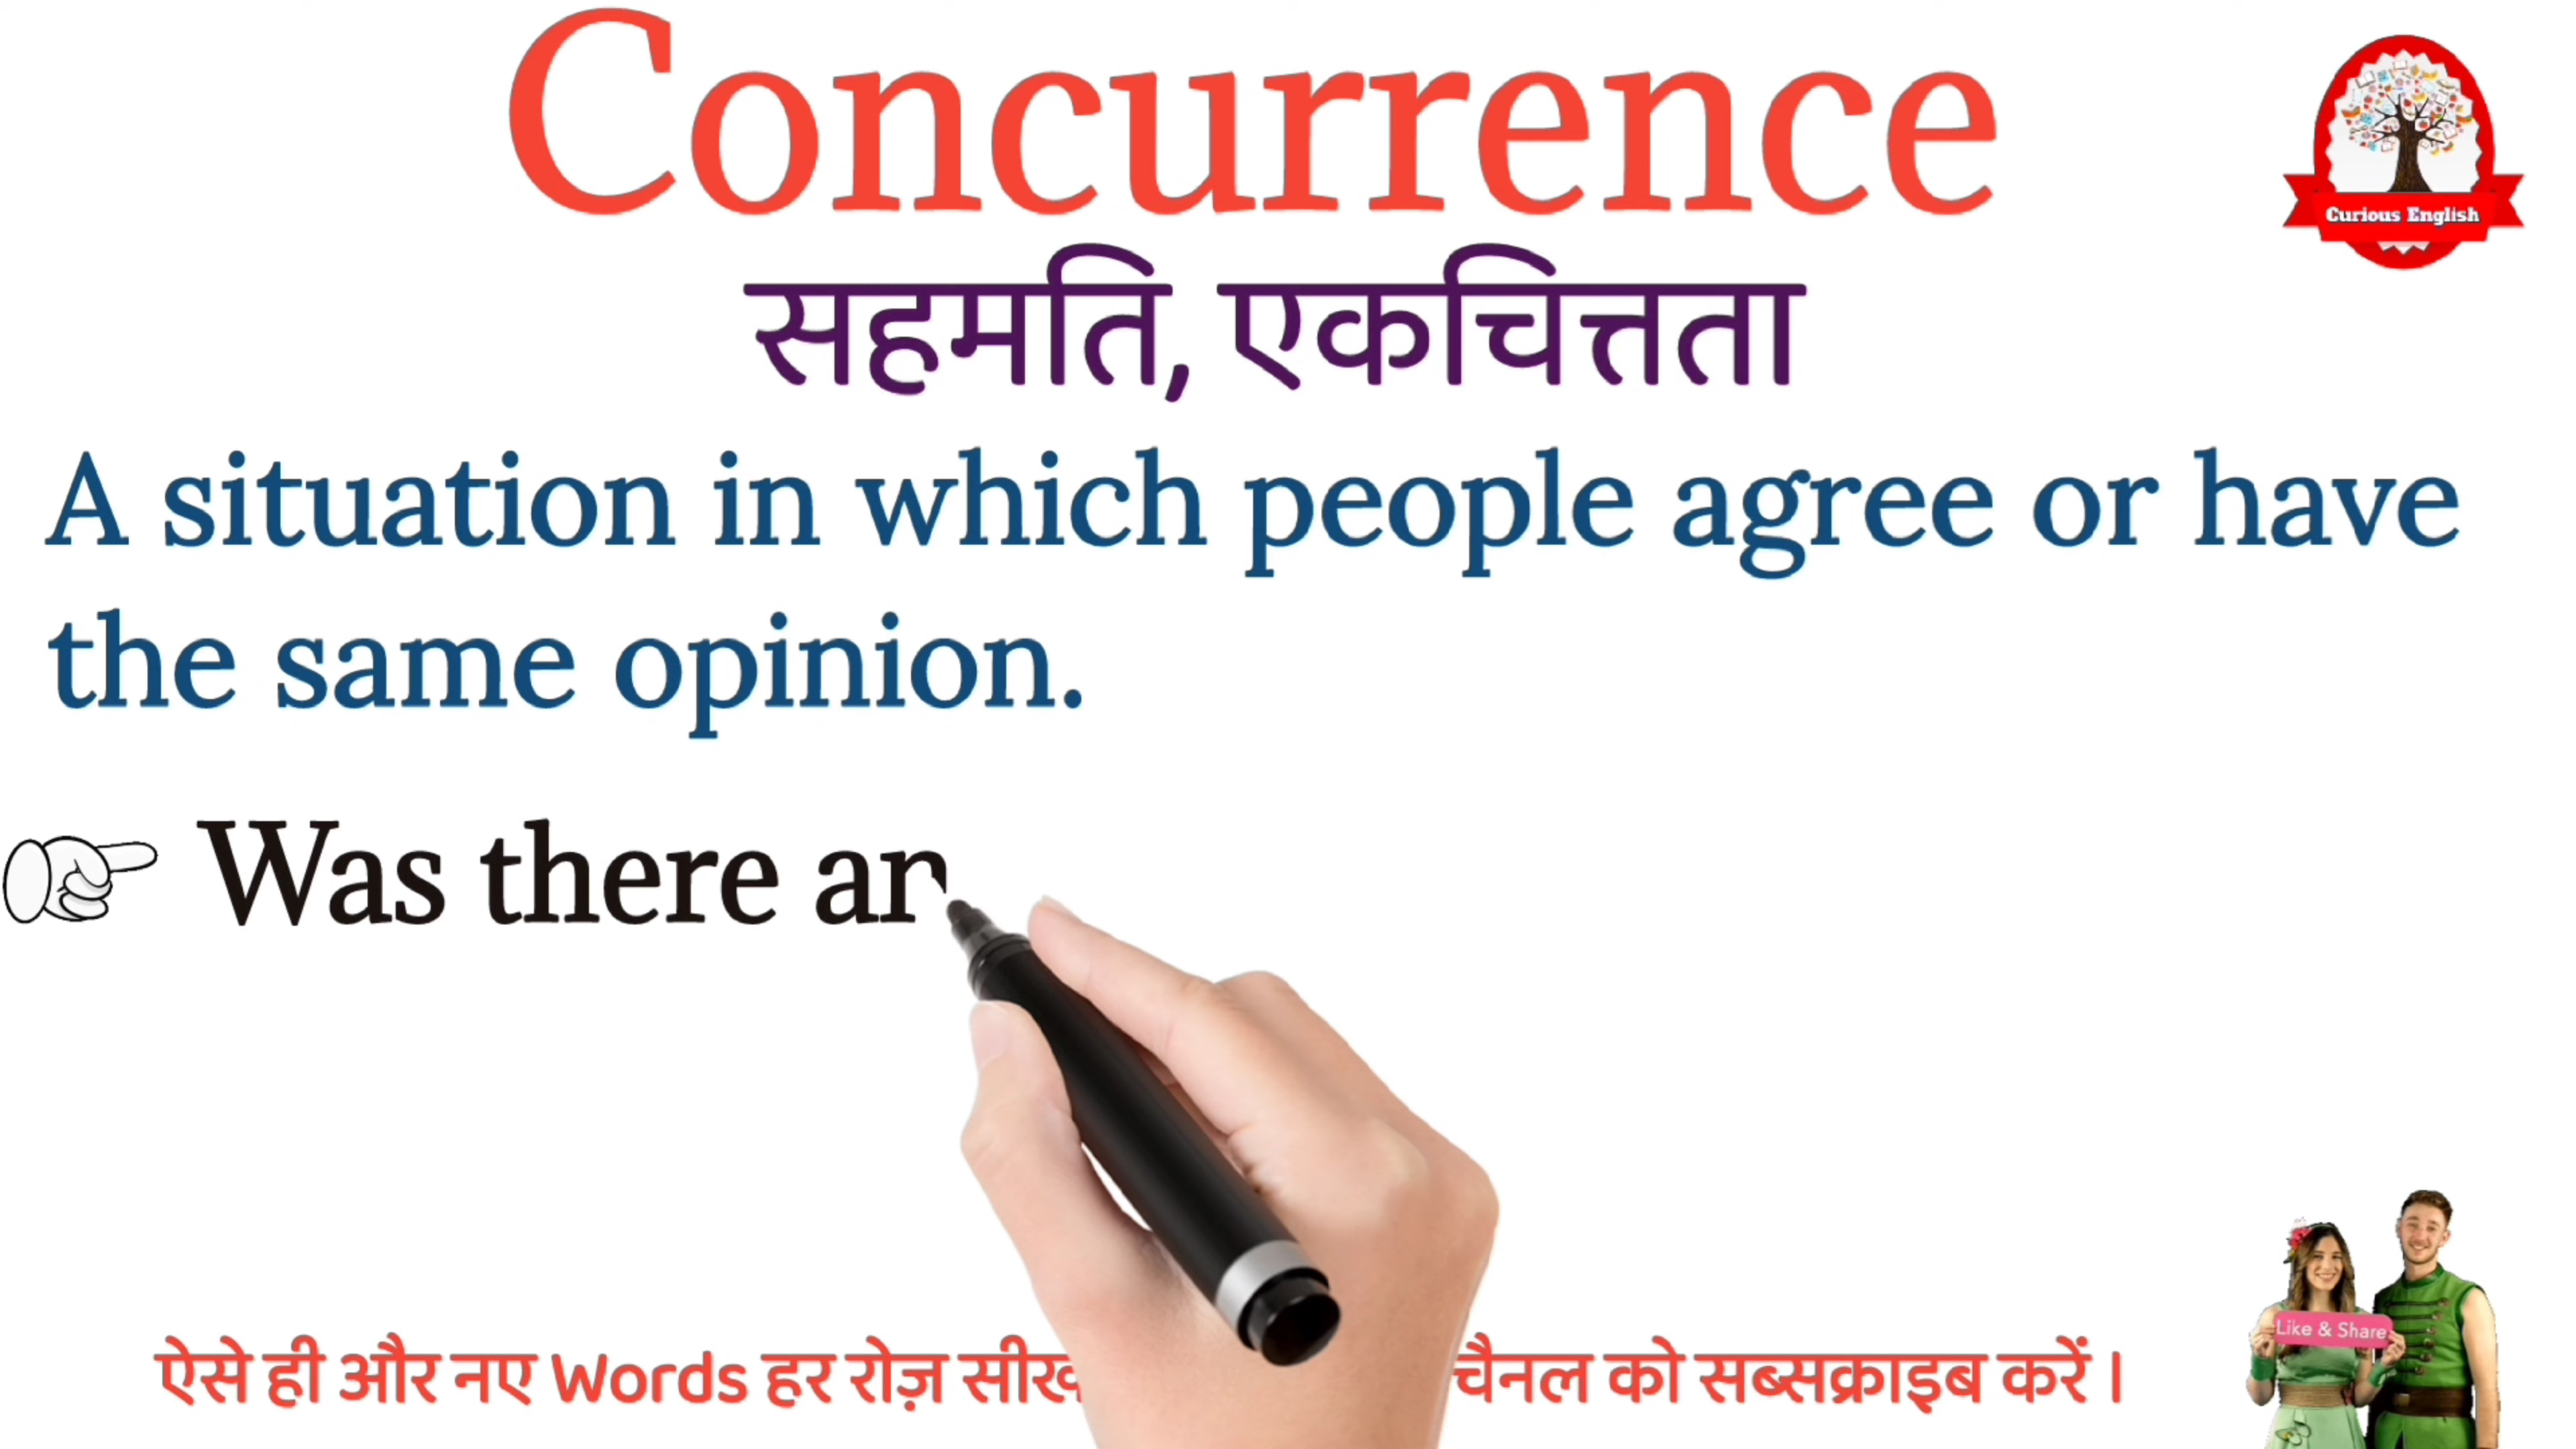 Concurrence
Curious English
सहमति, एकचित्तता
A situation in which people agree or have
the same opinion.
Was there
Like & Share
ऐसे ही और नए Words हर रोज़ चैनल को सब्सक्राइब करें।